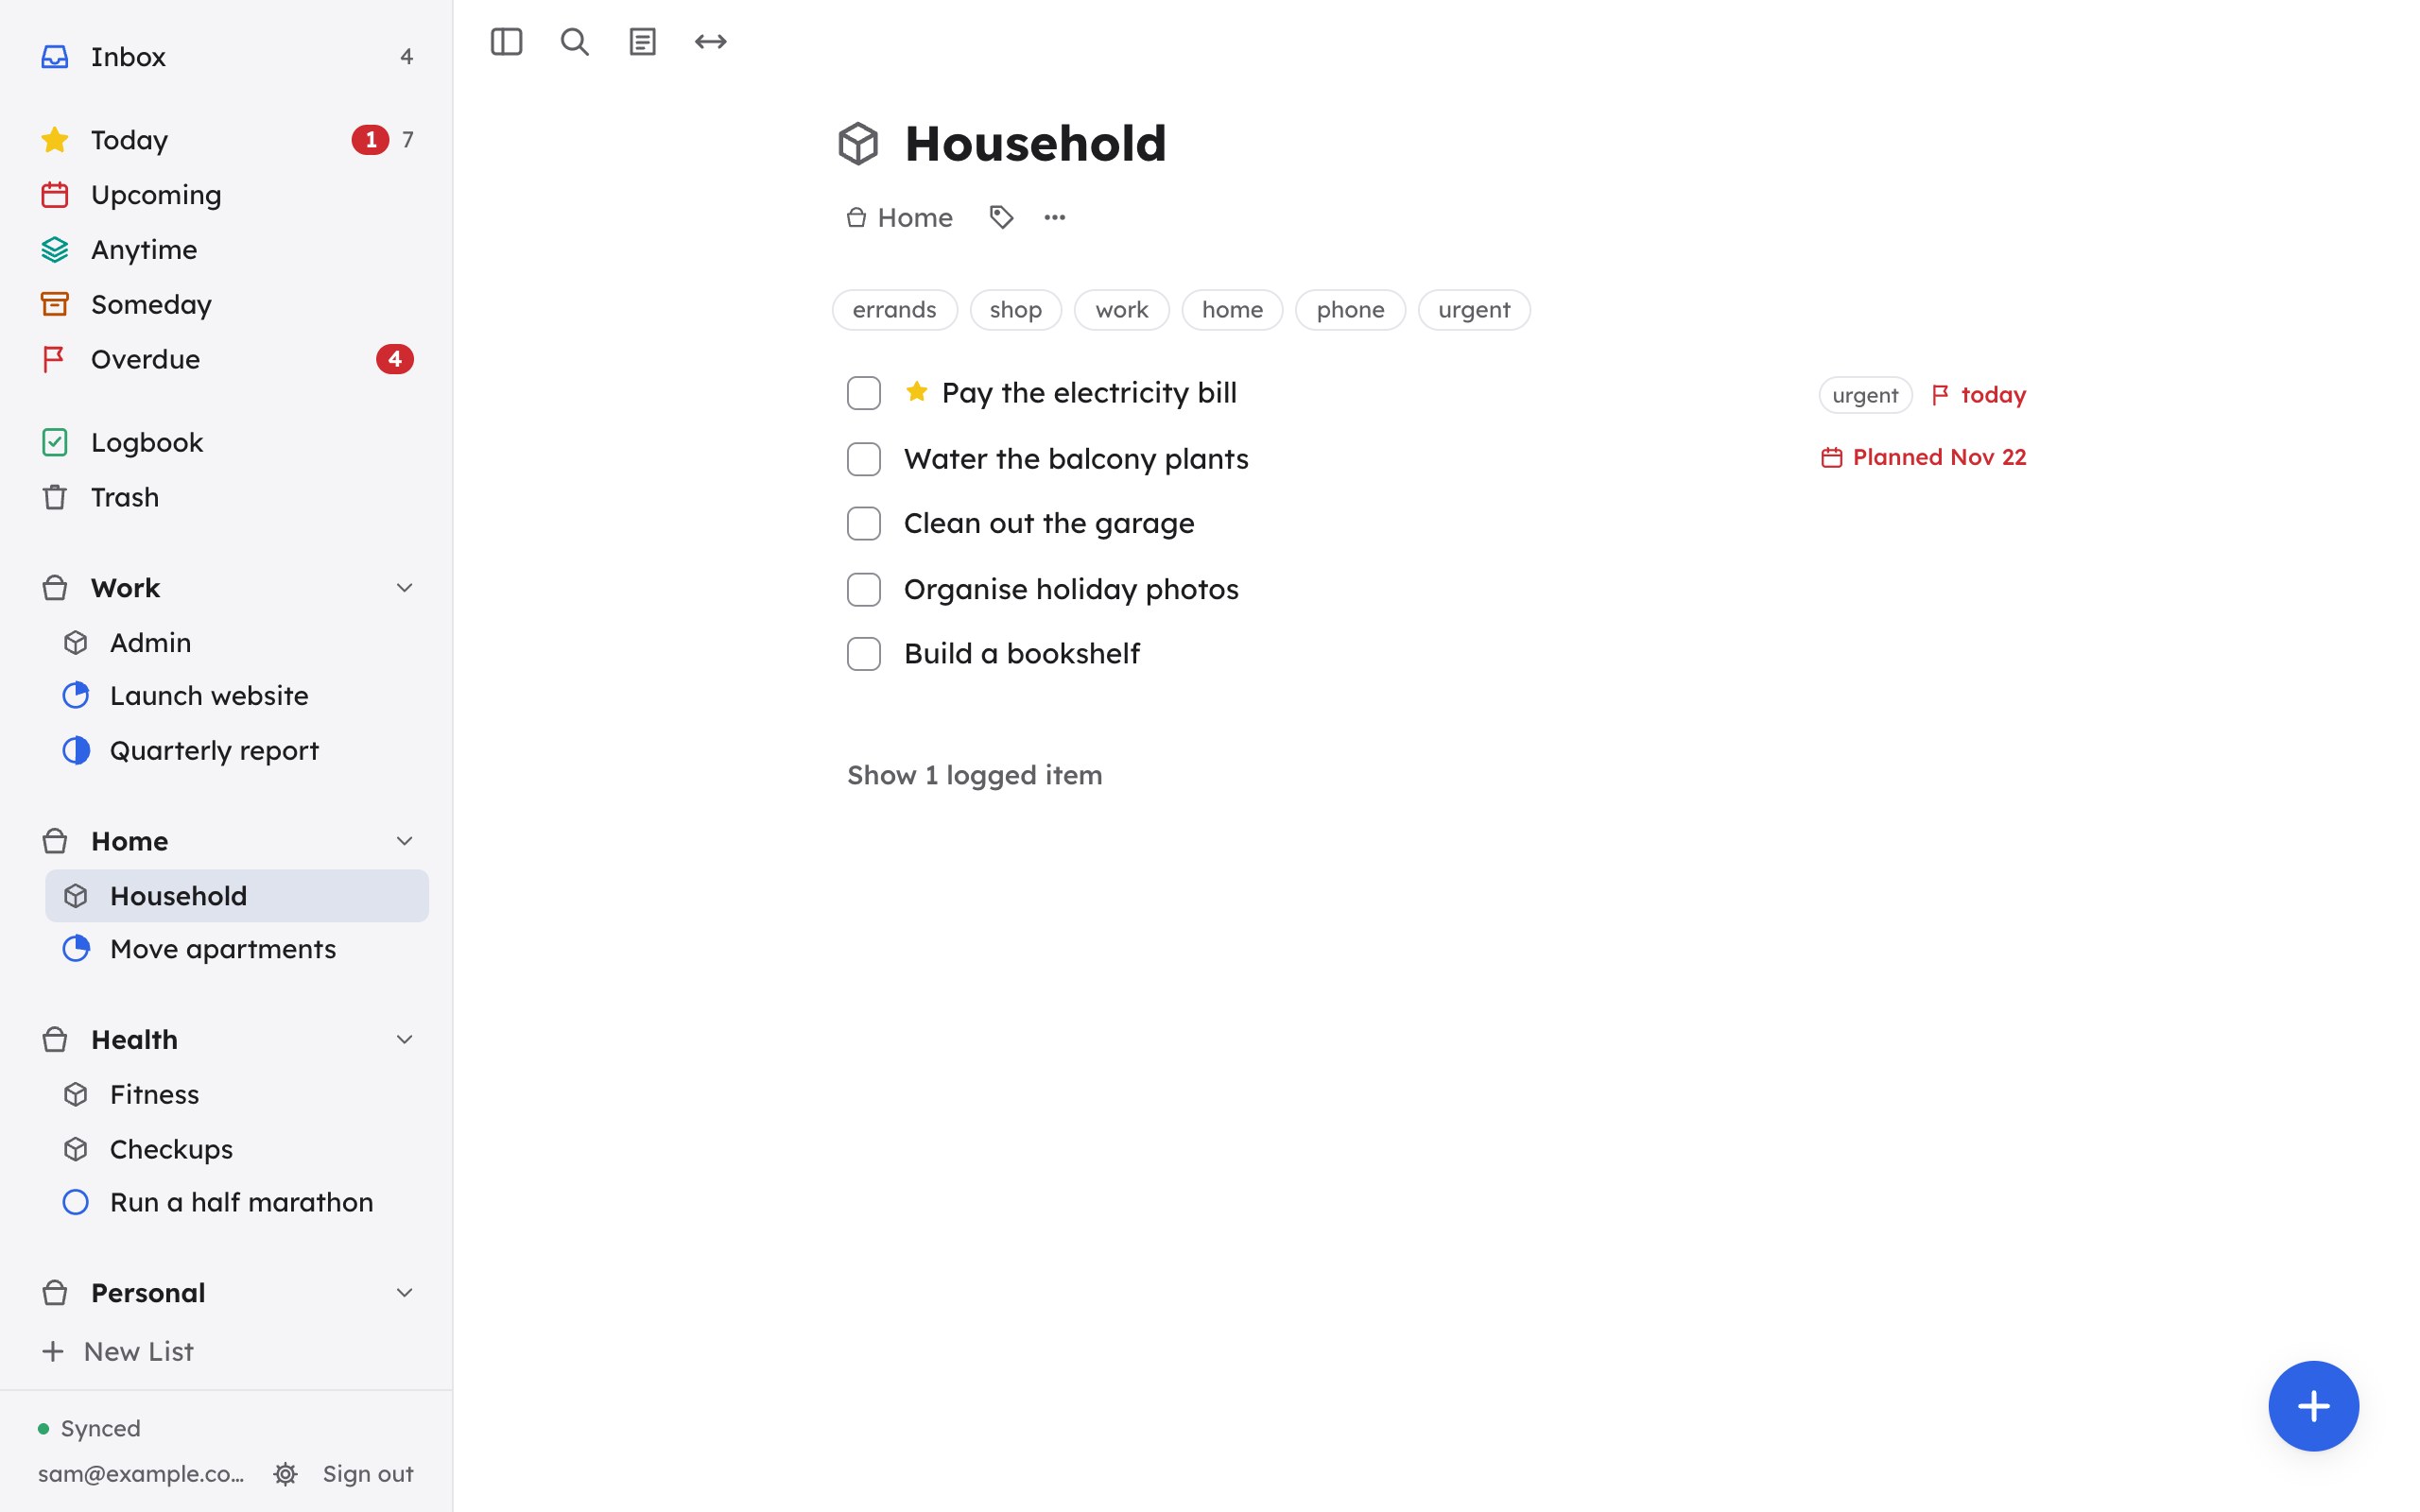 Inbox 4
Today 1 7
Upcoming
Anytime
Someday
Overdue 4
Logbook
Trash
Work
Admin
Launch website
Quarterly report
Home
Household
Move apartments
Health
Fitness
Checkups
Run a half marathon
Personal
New List
Synced
sam@example.co... Sign out
Household
Home
errands shop work home phone urgent
Pay the electricity bill urgent today
Water the balcony plants Planned Nov 22
Clean out the garage
Organise holiday photos
Build a bookshelf
Show 1 logged item